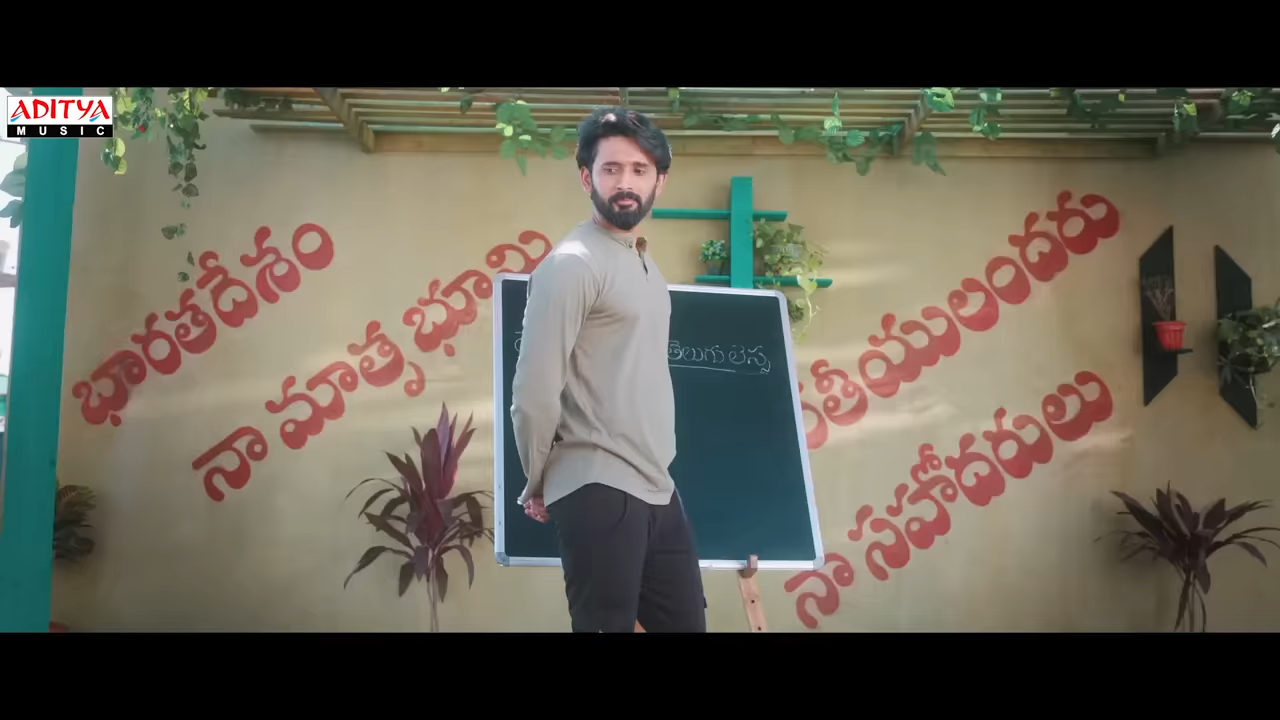 ADITYA
MUSIC
భారతదేశం
నా మాతృ భూమి
తెలుగు లెస్స
తీయులందరు
నా సహోదరులు